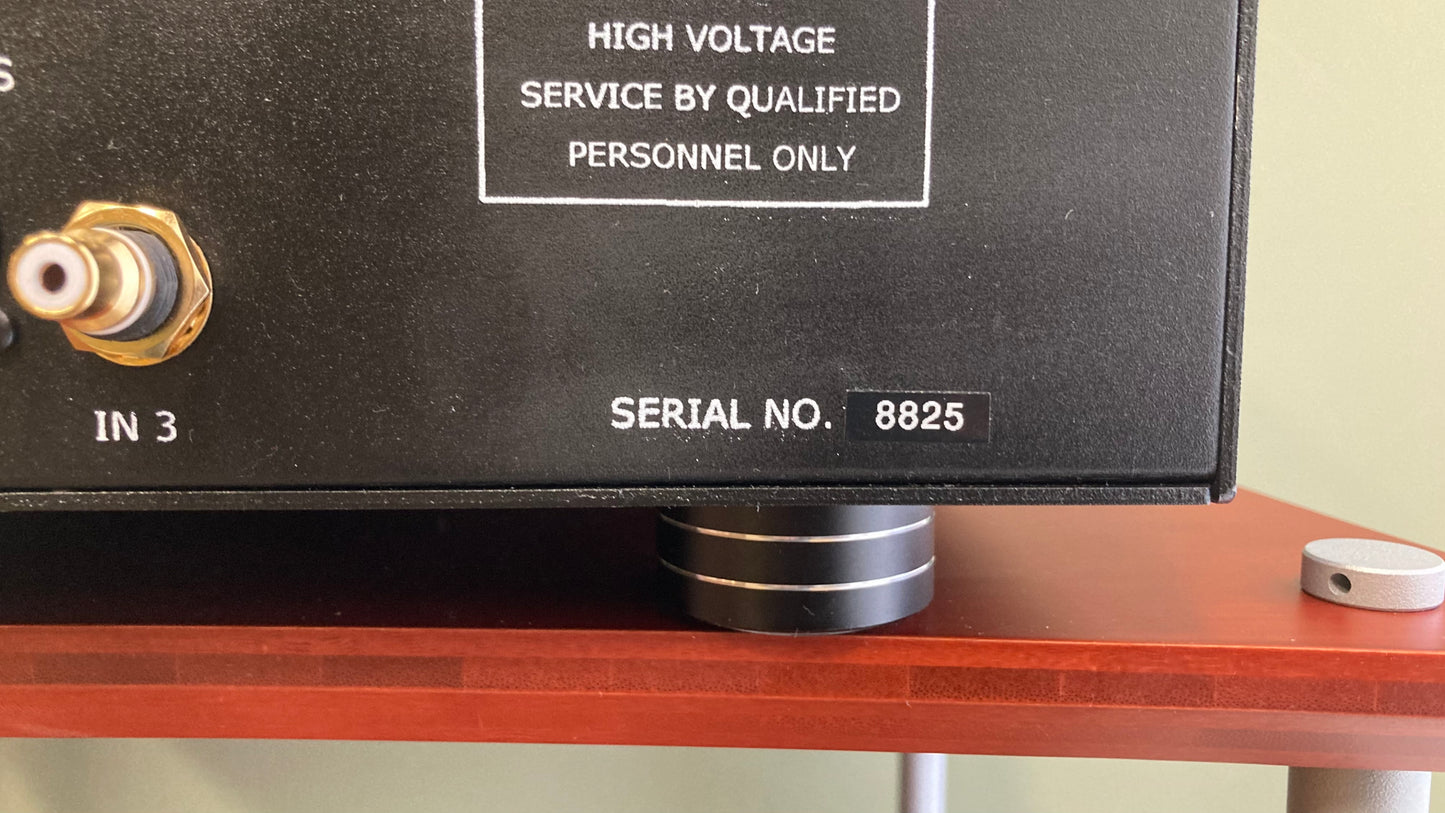 HIGH VOLTAGE
SERVICE BY QUALIFIED
PERSONNEL ONLY
S
IN 3
SERIAL NO. 8825